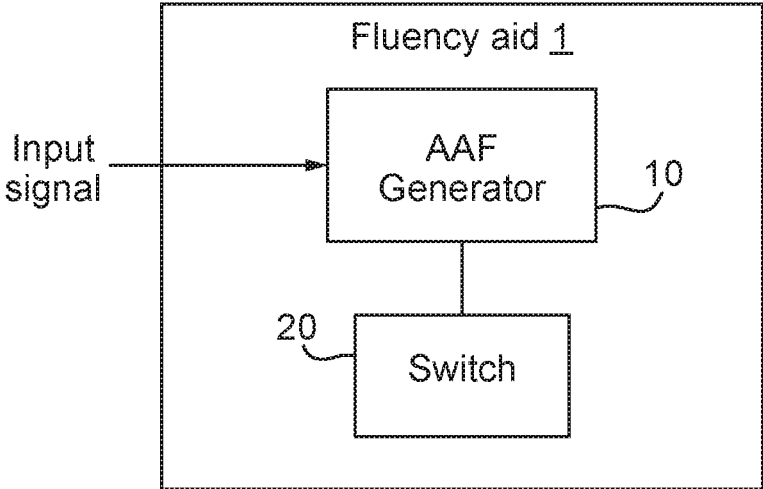 Fluency aid 1
Input
signal
AAF
Generator
10
20
Switch